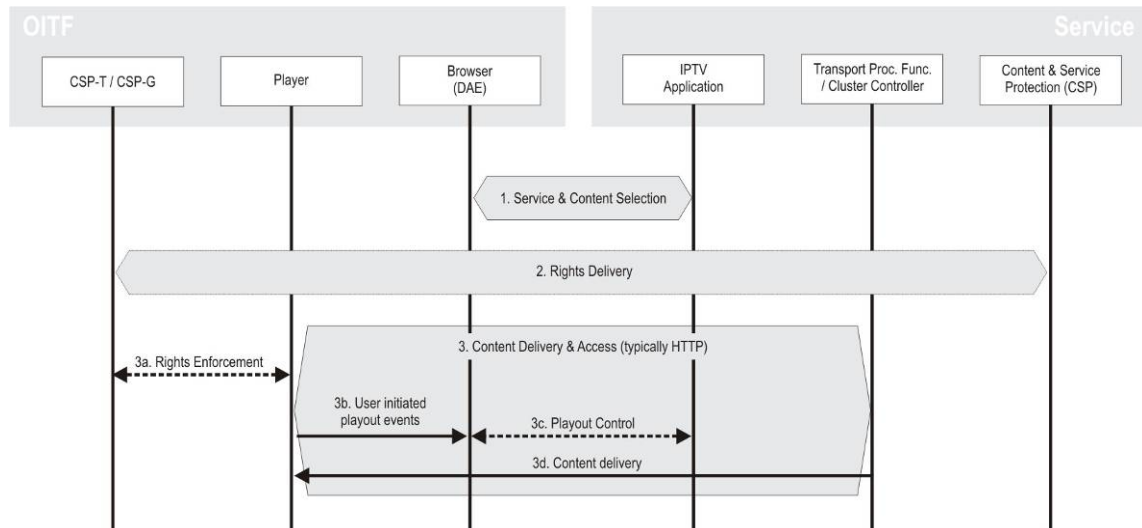 OITF
Service
CSP-T / CSP-G
Player
Browser
(DAE)
IPTV
Application
Transport Proc. Func.
/ Cluster Controller
Content & Service
Protection (CSP)
1. Service & Content Selection
2. Rights Delivery
3. Content Delivery & Access (typically HTTP)
3a. Rights Enforcement
3b. User initiated
playout events
3c. Playout Control
3d. Content delivery